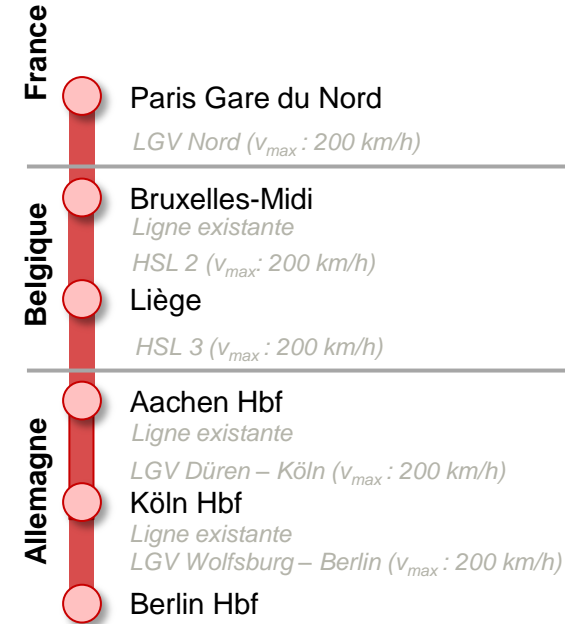 France
Paris Gare du Nord
LGV Nord (vmax : 200 km/h)
Belgique
Bruxelles-Midi
Ligne existante
HSL 2 (vmax: 200 km/h)
Liège
HSL 3 (vmax : 200 km/h)
Allemagne
Aachen Hbf
Ligne existante
LGV Düren – Köln (vmax : 200 km/h)
Köln Hbf
Ligne existante
LGV Wolfsburg – Berlin (vmax : 200 km/h)
Berlin Hbf